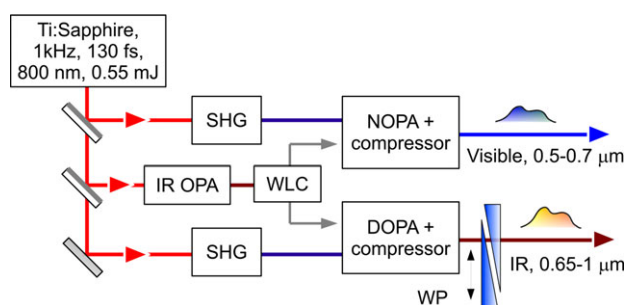 Ti:Sapphire,
1kHz, 130 fs,
800 nm, 0.55 mJ
SHG
NOPA +
compressor
Visible, 0.5-0.7 μm
IR OPA
WLC
SHG
DOPA +
compressor
IR, 0.65-1 μm
WP